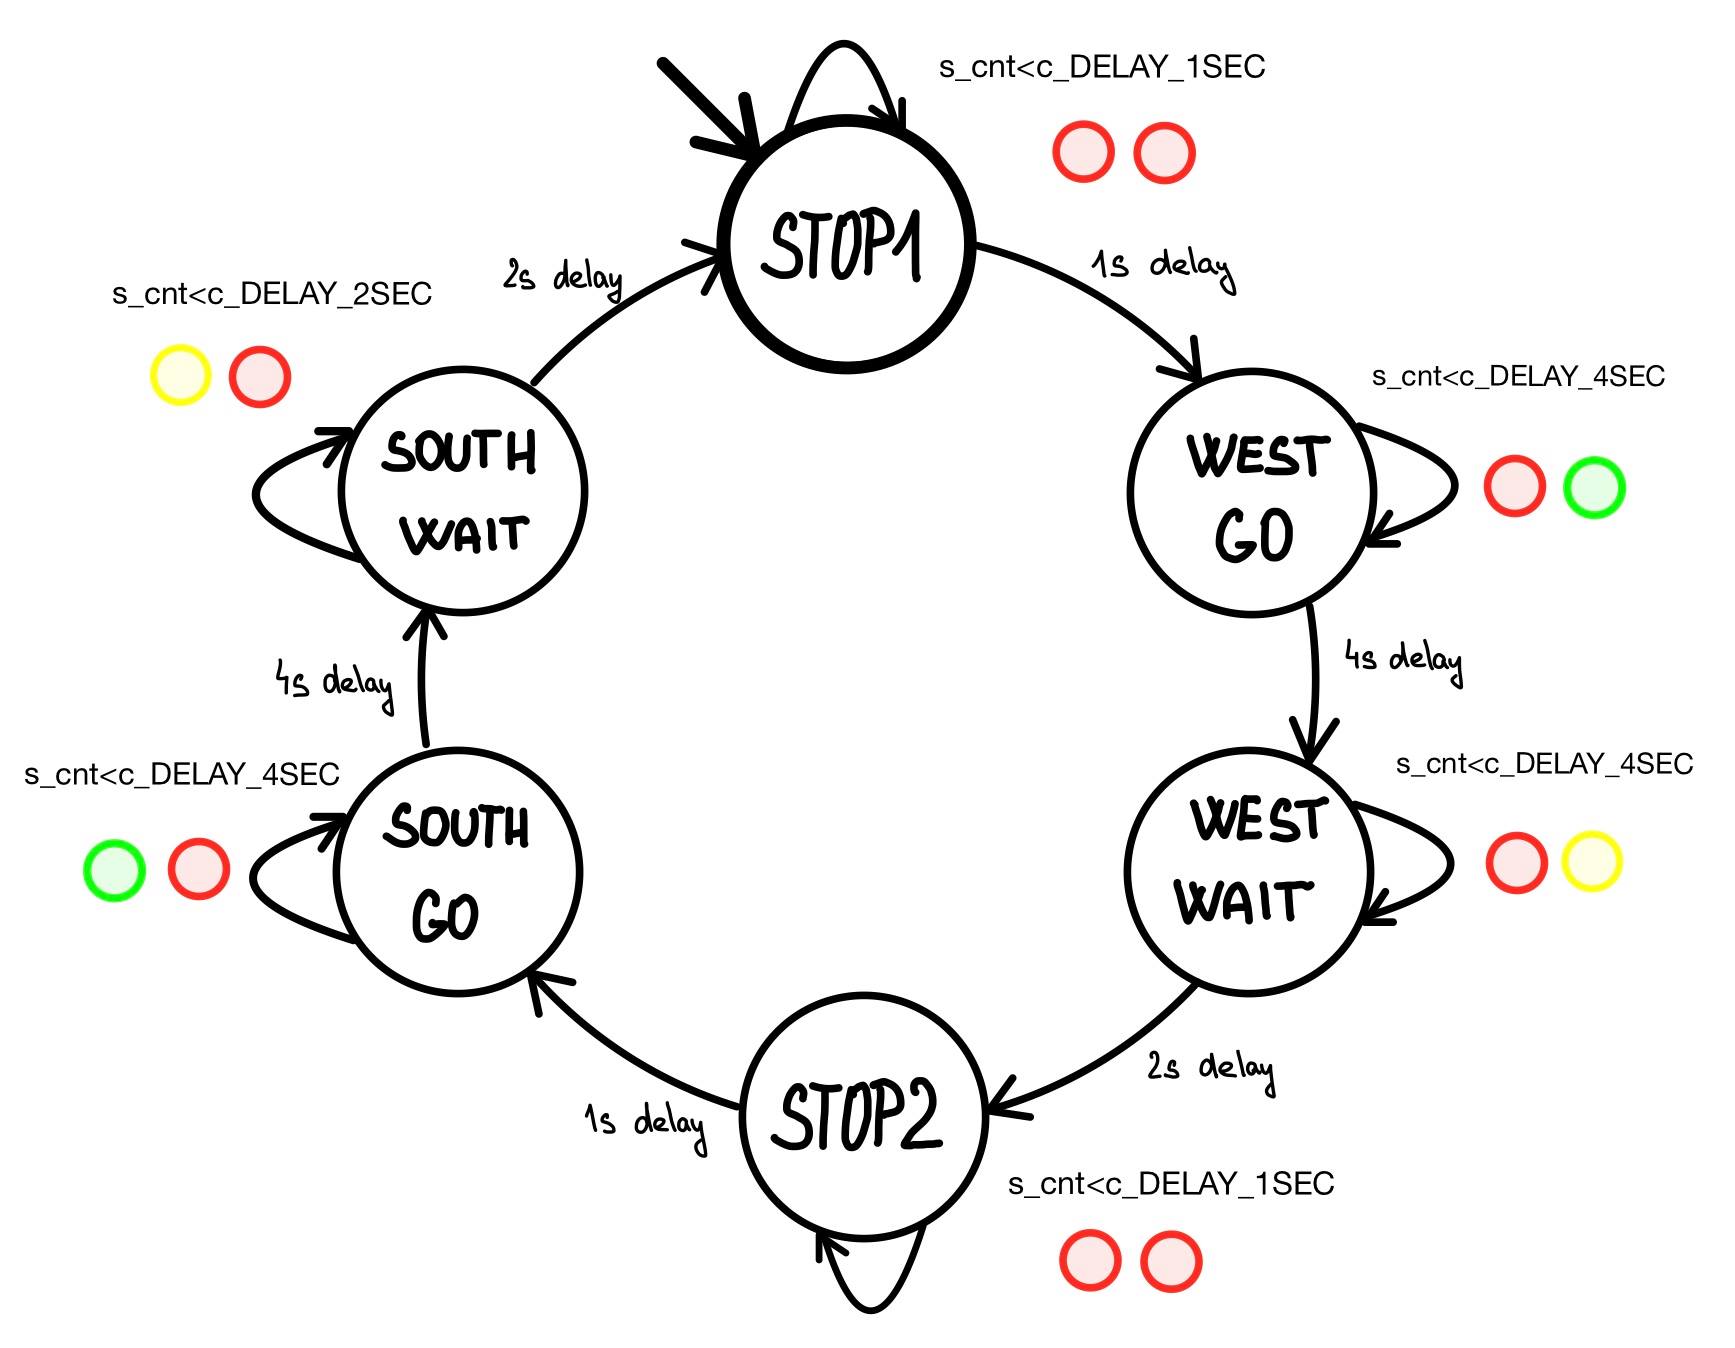 s_cnt<c_DELAY_1SEC
STOP1
1s delay
2s delay
s_cnt<c_DELAY_2SEC
s_cnt<c_DELAY_4SEC
SOUTH
WAIT
WEST
GO
4s delay
4s delay
s_cnt<c_DELAY_4SEC
s_cnt<c_DELAY_4SEC
SOUTH
GO
WEST
WAIT
2s delay
1s delay
STOP2
s_cnt<c_DELAY_1SEC